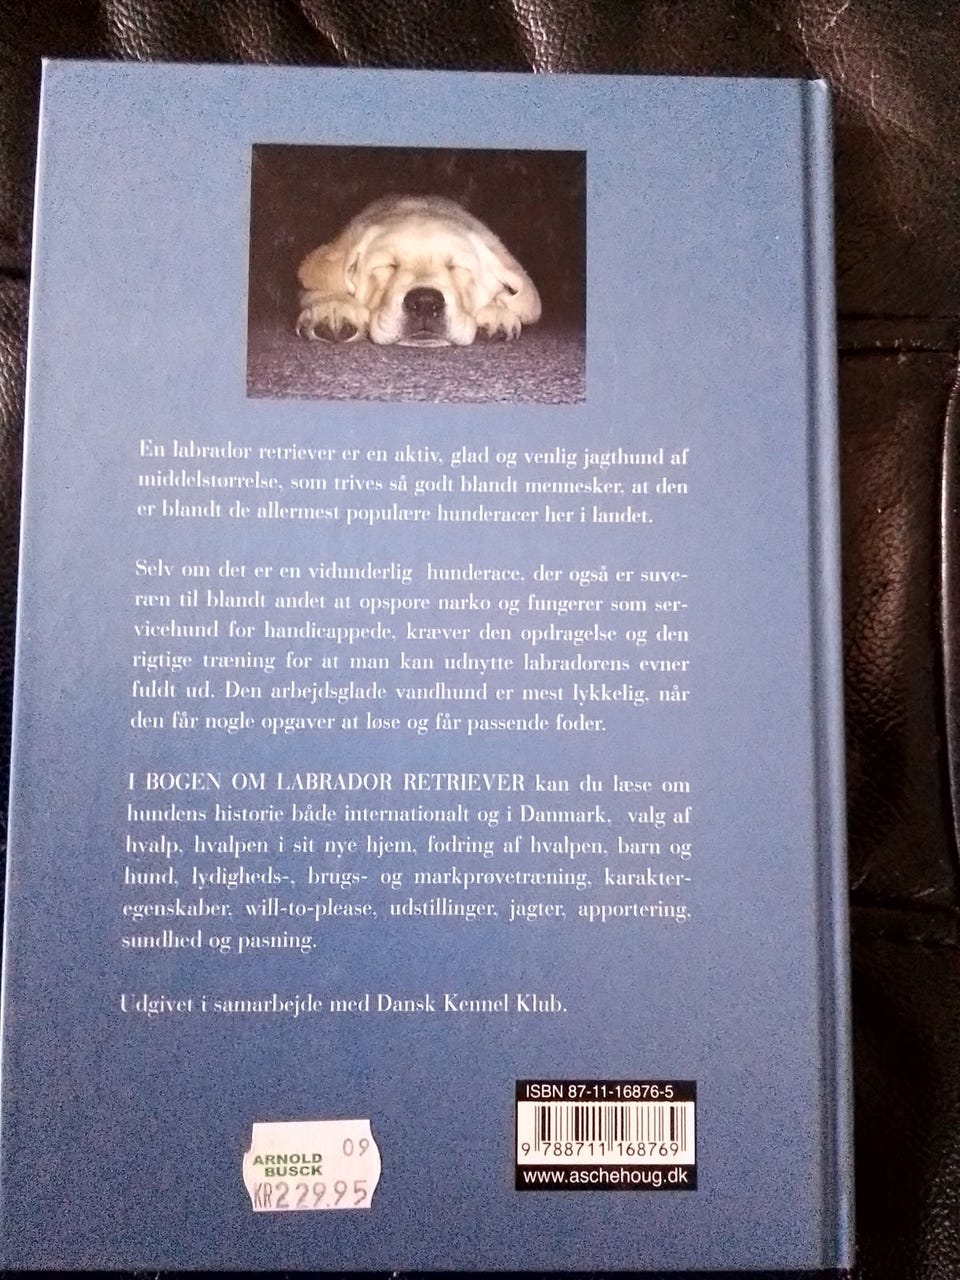 En labrador retriever er en aktiv, glad og venlig jagthund af
middelstørrelse, som trives så godt blandt mennesker, at den
er blandt de allermest populære hunderacer her i landet.
Selv om det er en vidunderlig hunderace, der også er suve-
ræn til blandt andet at opspore narko og fungerer som ser-
vicehund for handicappede, kræver den opdragelse og den
rigtige træning for at man kan udnytte labradorens evner
fuldt ud. Den arbejdsglade vandhund er mest lykkelig, når
den får nogle opgaver at løse og får passende foder.
I BOGEN OM LABRADOR RETRIEVER kan du læse om
hundens historie både internationalt og i Danmark, valg af
hvalp, hvalpen i sit nye hjem, fodring af hvalpen, barn og
hund, lydigheds-, brugs- og markprøvetræning, karakter-
egenskaber, will-to-please, udstillinger, jagter, apportering,
sundhed og pasning.
Udgivet i samarbejde med Dansk Kennel Klub.
ISBN 87-11-16876-5
9 788711 168769
www.aschehoug.dk
09
ARNOLD
BUSCK
KR229.95